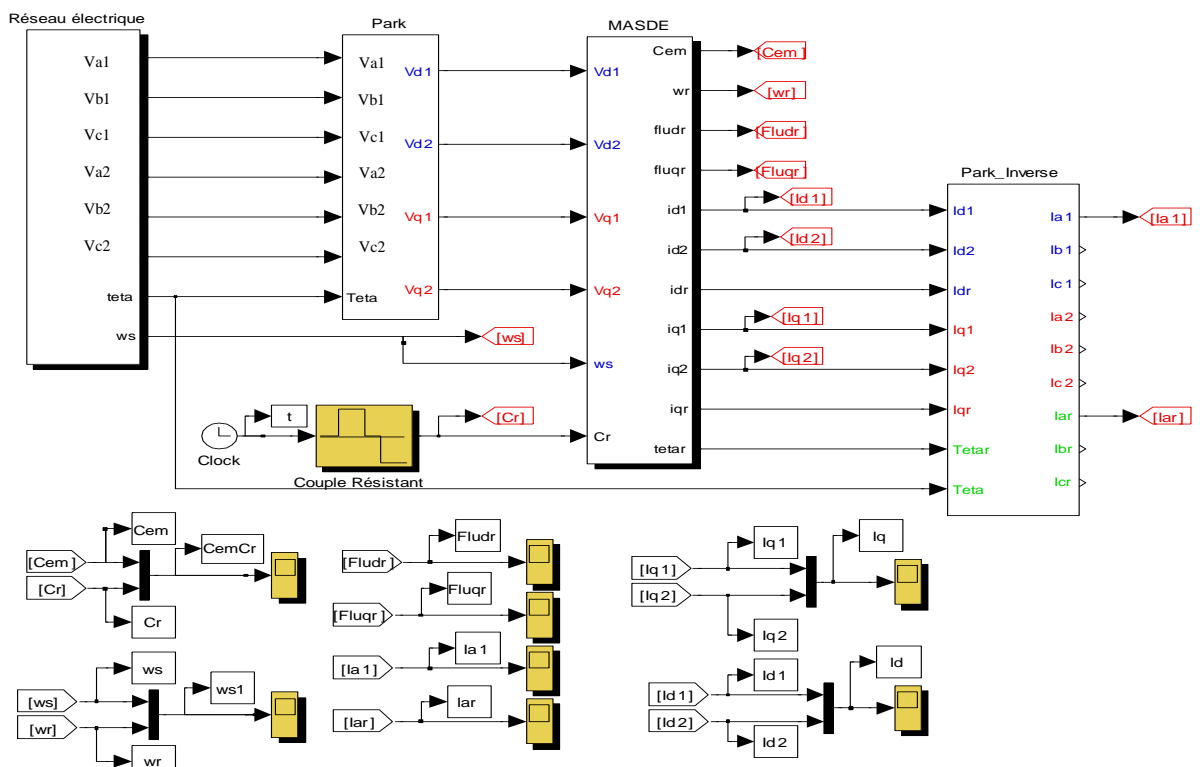 Réseau électrique
Va1
Vb1
Vc1
Va2
Vb2
Vc2
teta
ws
Park
Va1
Vb1
Vc1
Va2
Vb2
Vc2
Teta
Vd1
Vd2
Vq1
Vq2
MASDE
Vd1
Vd2
Vq1
Vq2
ws
Cr
Cem
wr
fludr
fluqr
id1
id2
idr
iq1
iq2
iqr
tetar
[Cem]
[wr]
[Fludr]
[Fluqr]
[Id1]
[Id2]
[Iq1]
[Iq2]
[ws]
[Cr]
t
Clock
Couple Résistant
Park_Inverse
Id1
Id2
Idr
Iq1
Iq2
Iqr
Tetar
Teta
Ia1
Ib1
Ic1
Ia2
Ib2
Ic2
Iar
Ibr
Icr
[Ia1]
[Iar]
[Cem]
[Cr]
Cem
CemCr
Cr
[ws]
[wr]
ws
ws1
wr
[Fludr]
Fludr
[Fluqr]
Fluqr
[Ia1]
Ia1
[Iar]
Iar
[Iq1]
[Iq2]
Iq1
Iq
Iq2
[Id1]
[Id2]
Id1
Id
Id2